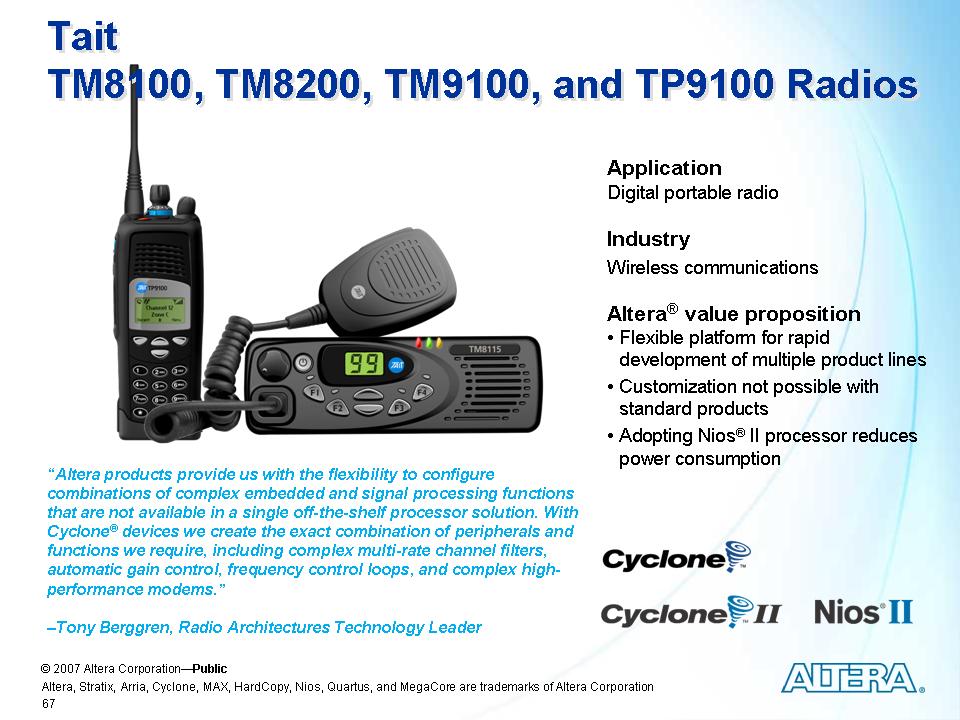 Tait
TM8100, TM8200, TM9100, and TP9100 Radios
TAIT TP9100
Channel 12
Zone C
Menu
TM8115
99
TAIT
F1
F2
F3
F4
Application
Digital portable radio
Industry
Wireless communications
Altera® value proposition
• Flexible platform for rapid
development of multiple product lines
• Customization not possible with
standard products
• Adopting Nios® II processor reduces
power consumption
“Altera products provide us with the flexibility to configure
combinations of complex embedded and signal processing functions
that are not available in a single off-the-shelf processor solution. With
Cyclone® devices we create the exact combination of peripherals and
functions we require, including complex multi-rate channel filters,
automatic gain control, frequency control loops, and complex high-
performance modems.”
–Tony Berggren, Radio Architectures Technology Leader
Cyclone™
Cyclone™ II
Nios® II
© 2007 Altera Corporation—Public
Altera, Stratix, Arria, Cyclone, MAX, HardCopy, Nios, Quartus, and MegaCore are trademarks of Altera Corporation
67
ALTERA®